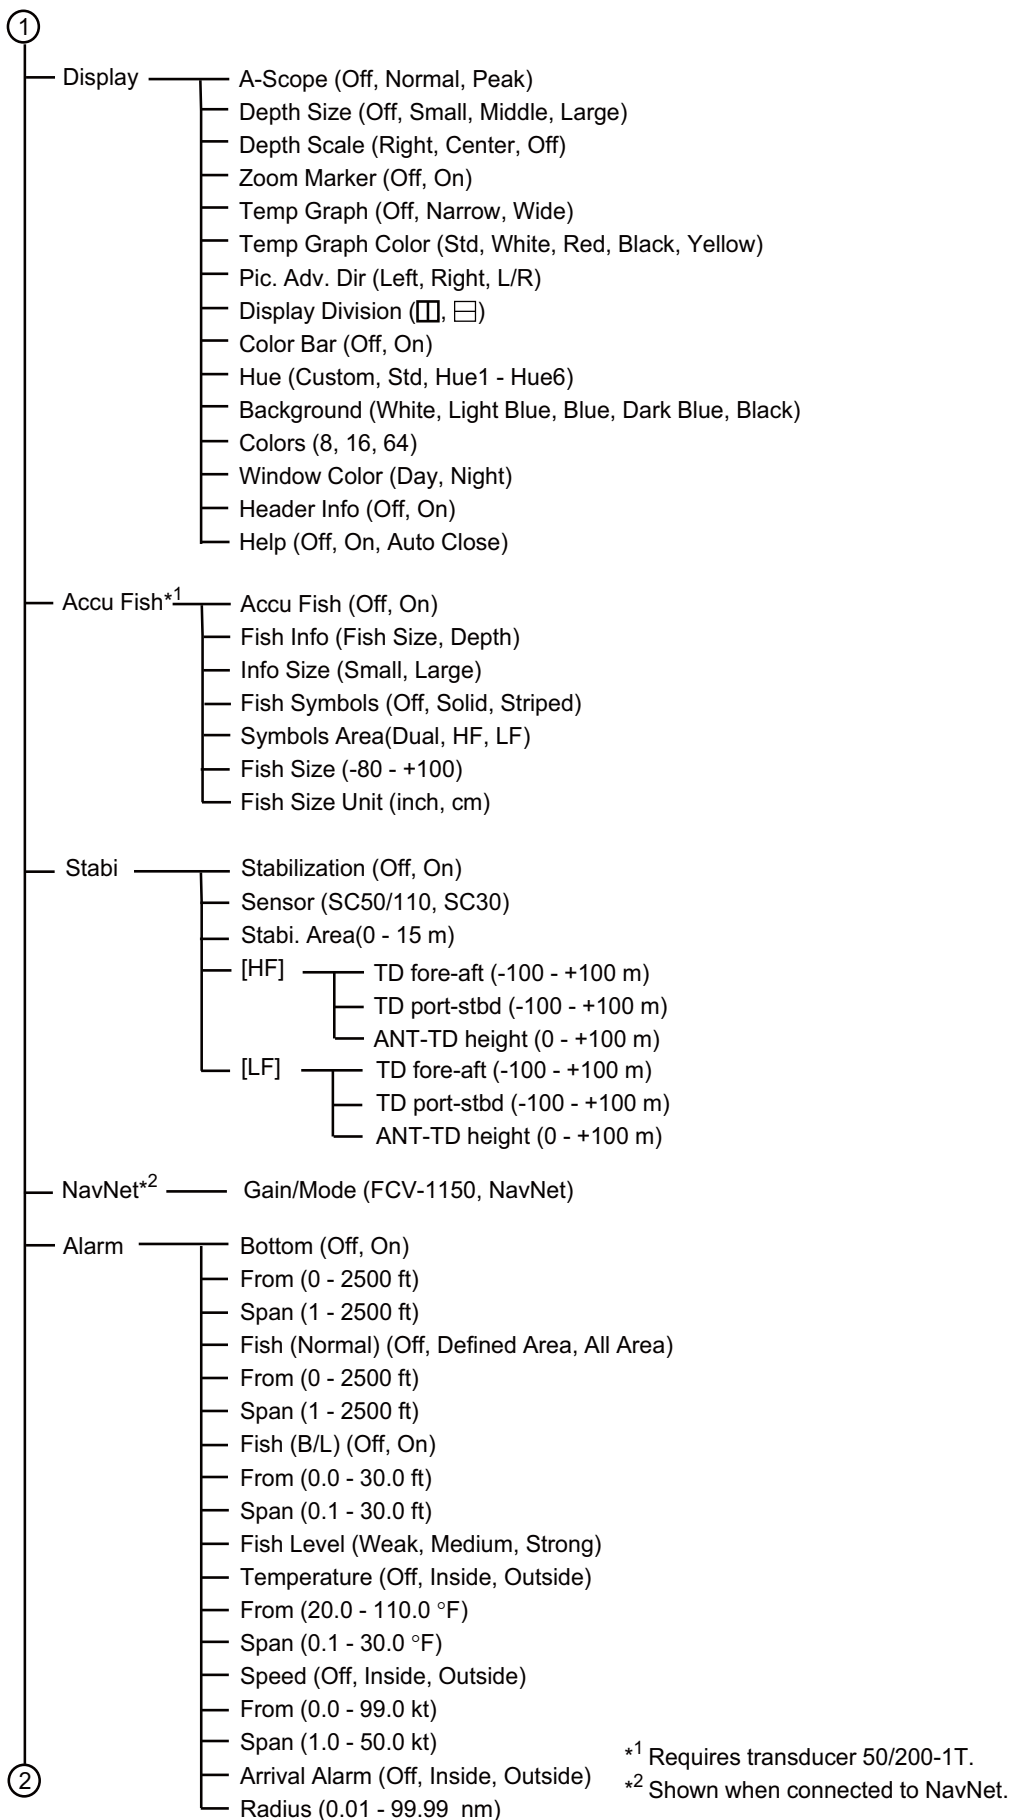 1
Display
A-Scope (Off, Normal, Peak)
Depth Size (Off, Small, Middle, Large)
Depth Scale (Right, Center, Off)
Zoom Marker (Off, On)
Temp Graph (Off, Narrow, Wide)
Temp Graph Color (Std, White, Red, Black, Yellow)
Pic. Adv. Dir (Left, Right, L/R)
Display Division (◫, ⊟)
Color Bar (Off, On)
Hue (Custom, Std, Hue1 - Hue6)
Background (White, Light Blue, Blue, Dark Blue, Black)
Colors (8, 16, 64)
Window Color (Day, Night)
Header Info (Off, On)
Help (Off, On, Auto Close)
Accu Fish*1
Accu Fish (Off, On)
Fish Info (Fish Size, Depth)
Info Size (Small, Large)
Fish Symbols (Off, Solid, Striped)
Symbols Area(Dual, HF, LF)
Fish Size (-80 - +100)
Fish Size Unit (inch, cm)
Stabi
Stabilization (Off, On)
Sensor (SC50/110, SC30)
Stabi. Area(0 - 15 m)
[HF]
TD fore-aft (-100 - +100 m)
TD port-stbd (-100 - +100 m)
ANT-TD height (0 - +100 m)
[LF]
TD fore-aft (-100 - +100 m)
TD port-stbd (-100 - +100 m)
ANT-TD height (0 - +100 m)
NavNet*2
Gain/Mode (FCV-1150, NavNet)
Alarm
Bottom (Off, On)
From (0 - 2500 ft)
Span (1 - 2500 ft)
Fish (Normal) (Off, Defined Area, All Area)
From (0 - 2500 ft)
Span (1 - 2500 ft)
Fish (B/L) (Off, On)
From (0.0 - 30.0 ft)
Span (0.1 - 30.0 ft)
Fish Level (Weak, Medium, Strong)
Temperature (Off, Inside, Outside)
From (20.0 - 110.0 °F)
Span (0.1 - 30.0 °F)
Speed (Off, Inside, Outside)
From (0.0 - 99.0 kt)
Span (1.0 - 50.0 kt)
Arrival Alarm (Off, Inside, Outside)
Radius (0.01 - 99.99 nm)
2
*1 Requires transducer 50/200-1T.
*2 Shown when connected to NavNet.